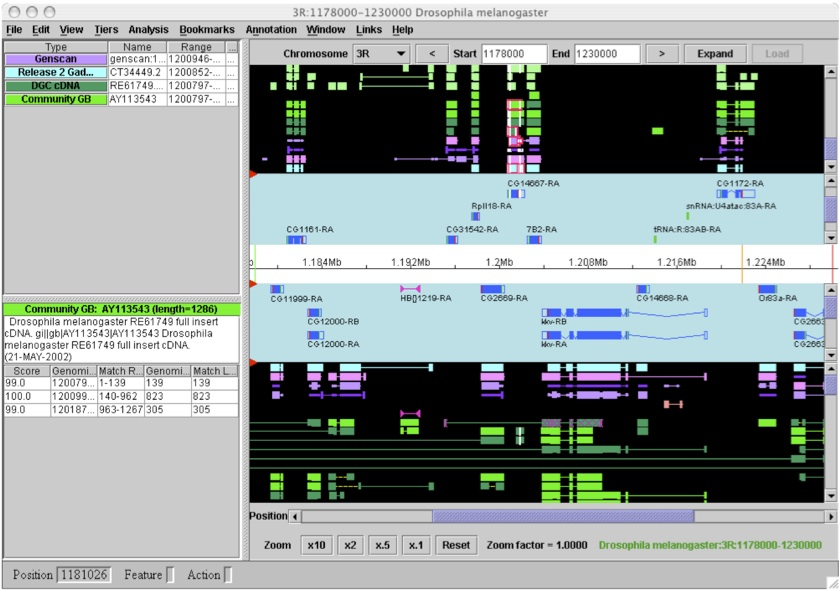 3R:1178000-1230000 Drosophila melanogaster
File Edit View Tiers Analysis Bookmarks Annotation Window Links Help
Type Name Range ...
Genscan genscan:1... 1200946-... ...
Release 2 Gad... CT34449.2 1200852-... ...
DGC cDNA RE61749.... 1200797-... ...
Community GB AY113543 1200797-... ...
Chromosome 3R < Start 1178000 End 1230000 > Expand Load
CG14667-RA CG1172-RA
RpII18-RA snRNA:U4atac:83A-RA
CG1161-RA CG31542-RA 7B2-RA tRNA:R:83AB-RA
1.184Mb 1.192Mb 1.2Mb 1.208Mb 1.216Mb 1.224Mb
CG11999-RA HB{}1219-RA CG2669-RA CG14668-RA Or83a-RA
CG12000-RB kkv-RB CG2663
CG12000-RA kkv-RA CG2663
Community GB: AY113543 (length=1286)
Drosophila melanogaster RE61749 full insert
cDNA. gi||gb|AY113543|AY113543 Drosophila
melanogaster RE61749 full insert cDNA.
(21-MAY-2002)
Score Genomi... Match R... Genomi... Match L...
99.0 120079... 1-139 139 139
100.0 120099... 140-962 823 823
99.0 120187... 963-1267 305 305
Position
Zoom x10 x2 x.5 x.1 Reset Zoom factor = 1.0000 Drosophila melanogaster:3R:1178000-1230000
Position 1181026 Feature Action